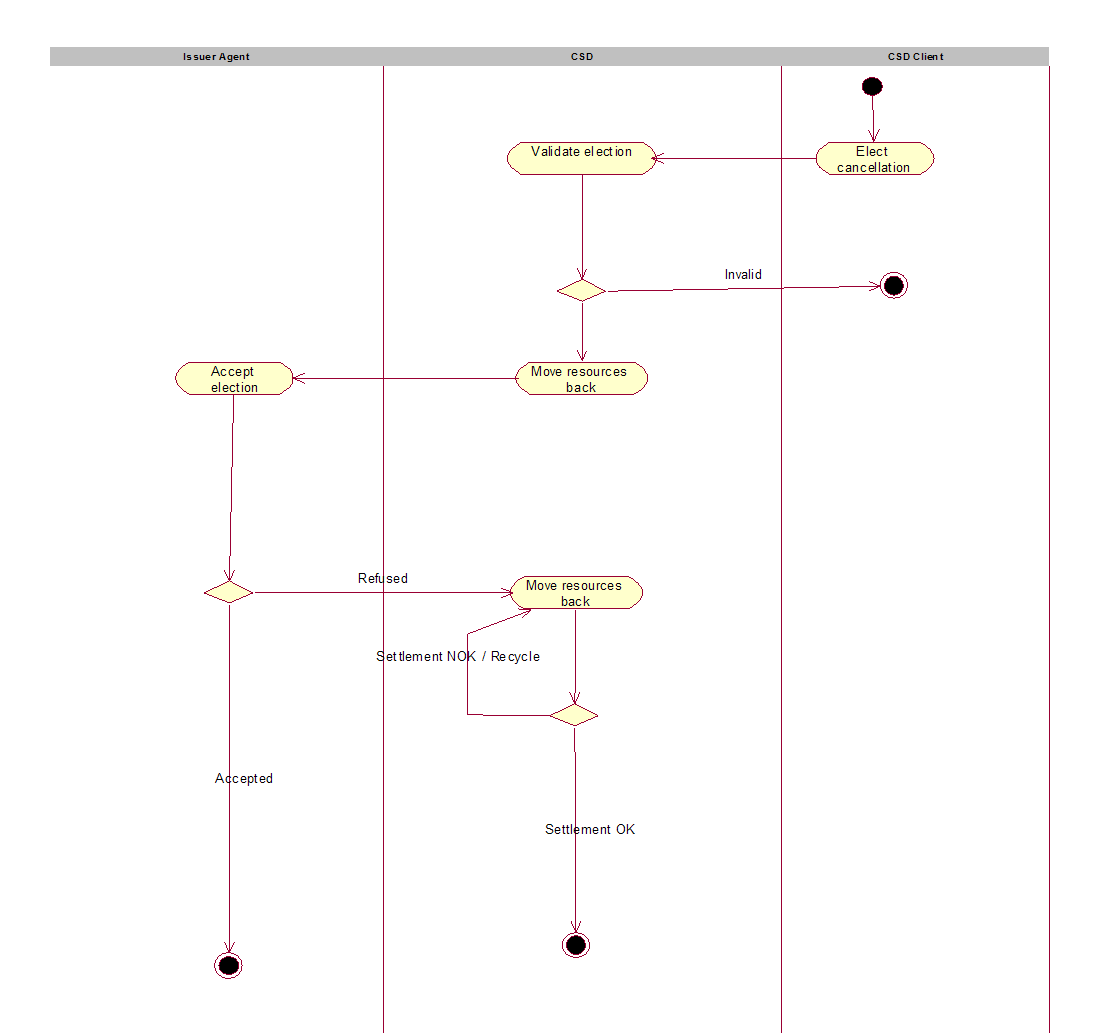 Issuer Agent
CSD
CSD Client
Validate election
Elect
cancellation
Invalid
Accept
election
Move resources
back
Refused
Move resources
back
Settlement NOK / Recycle
Accepted
Settlement OK